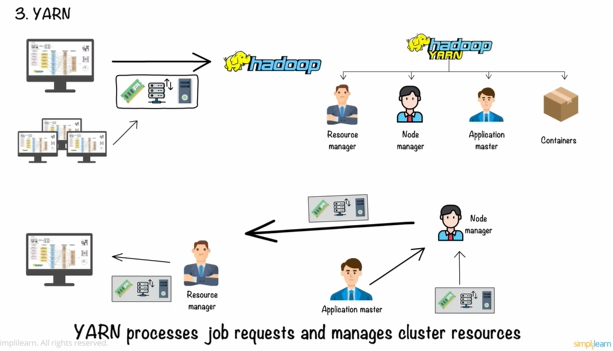 3. YARN
hadoop
hadoop
YARN
Resource
manager
Node
manager
Application
master
Containers
Node
manager
Resource
manager
Application master
YARN processes job requests and manages cluster resources
implilearn. All rights reserved.
simplilearn